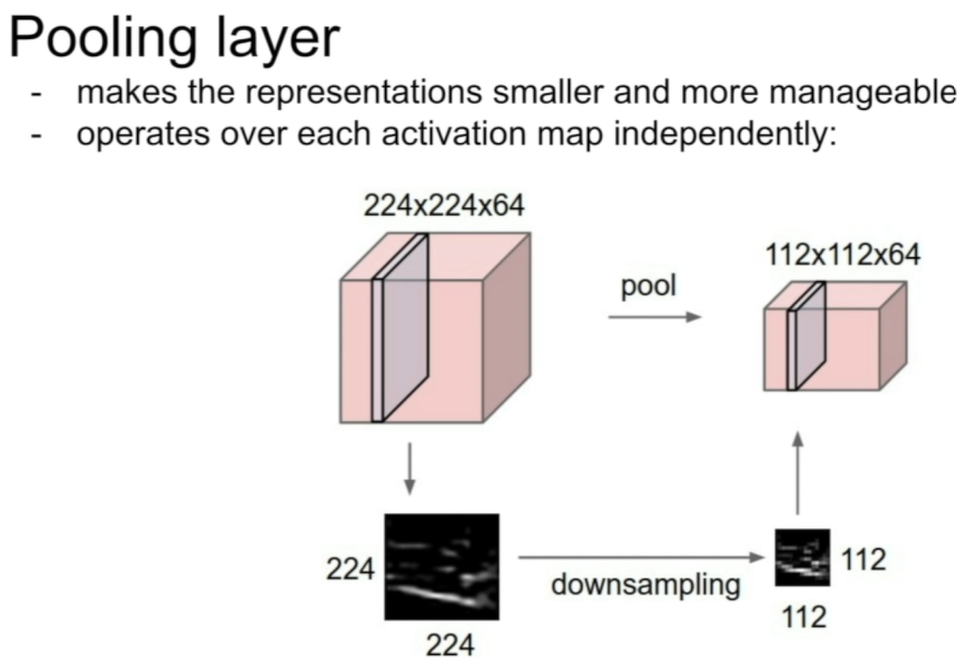 Pooling layer
- makes the representations smaller and more manageable
- operates over each activation map independently:
224x224x64
112x112x64
pool
224
downsampling
112
224
112